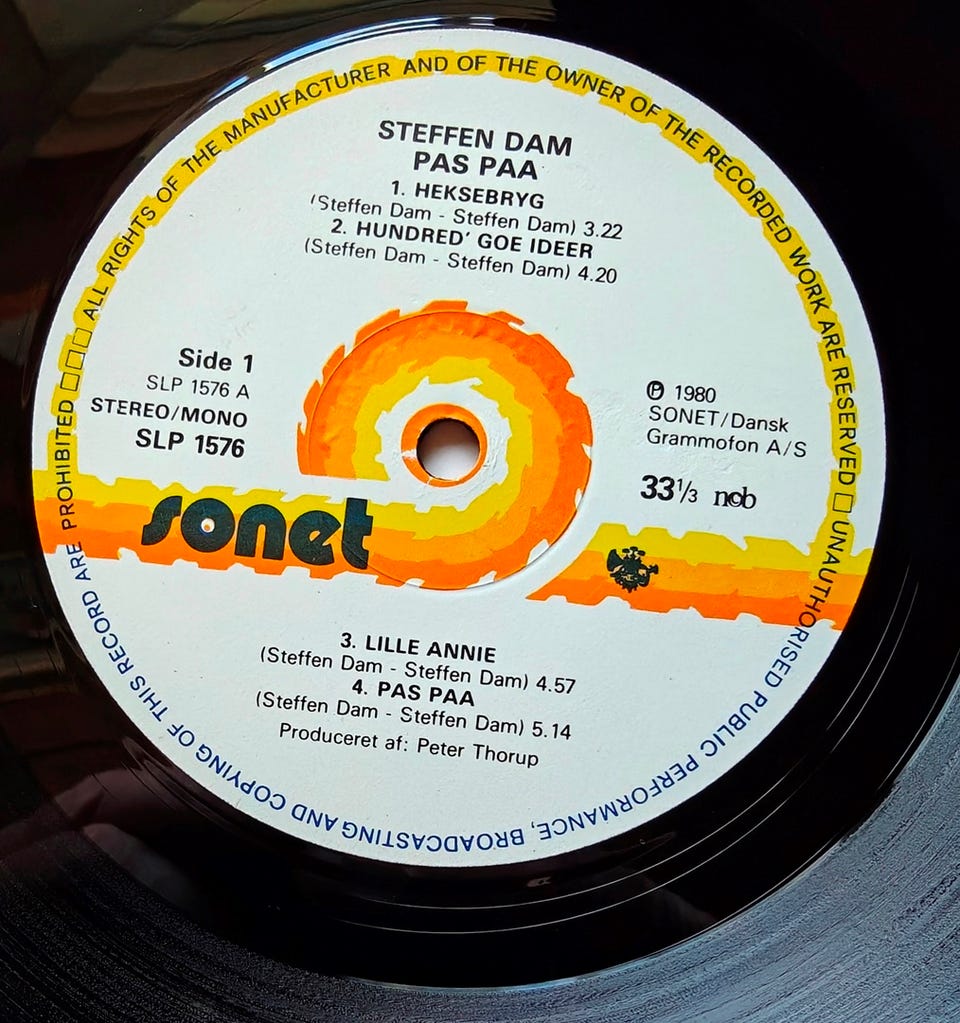 STEFFEN DAM
PAS PAA
1. HEKSEBRYG
(Steffen Dam - Steffen Dam) 3.22
2. HUNDRED' GOE IDEER
(Steffen Dam - Steffen Dam) 4.20
Side 1
SLP 1576 A
STEREO/MONO
SLP 1576
℗ 1980
SONET/Dansk
Grammofon A/S
33⅓ ncb
sonet
3. LILLE ANNIE
(Steffen Dam - Steffen Dam) 4.57
4. PAS PAA
(Steffen Dam - Steffen Dam) 5.14
Produceret af: Peter Thorup
ALL RIGHTS OF THE MANUFACTURER AND OF THE OWNER OF THE RECORDED WORK ARE RESERVED □ UNAUTHORISED PUBLIC PERFORMANCE, BROADCASTING AND COPYING OF THIS RECORD ARE PROHIBITED □□□